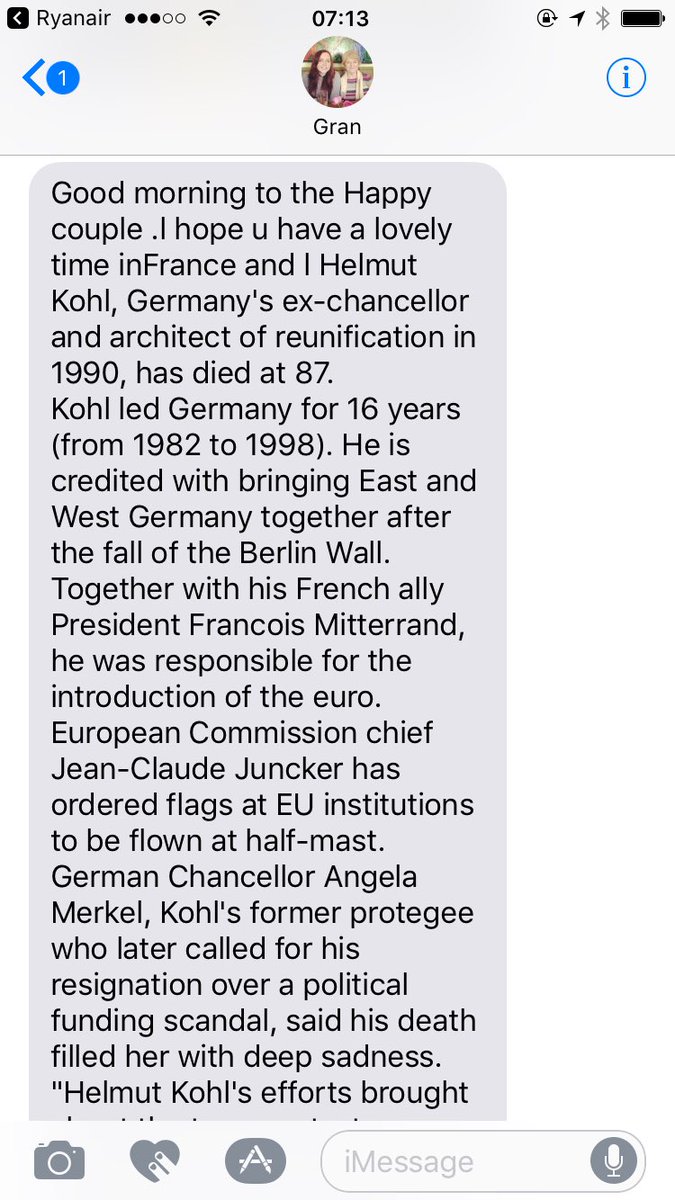 Ryanair 07:13
1
Gran
Good morning to the Happy
couple .I hope u have a lovely
time inFrance and I Helmut
Kohl, Germany's ex-chancellor
and architect of reunification in
1990, has died at 87.
Kohl led Germany for 16 years
(from 1982 to 1998). He is
credited with bringing East and
West Germany together after
the fall of the Berlin Wall.
Together with his French ally
President Francois Mitterrand,
he was responsible for the
introduction of the euro.
European Commission chief
Jean-Claude Juncker has
ordered flags at EU institutions
to be flown at half-mast.
German Chancellor Angela
Merkel, Kohl's former protegee
who later called for his
resignation over a political
funding scandal, said his death
filled her with deep sadness.
"Helmut Kohl's efforts brought
iMessage